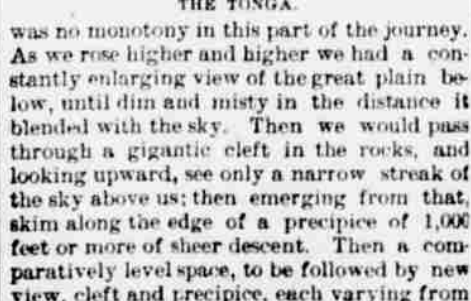 THE TONGA.
was no monotony in this part of the journey.
As we rose higher and higher we had a con-
stantly enlarging view of the great plain be-
low, until dim and misty in the distance it
blended with the sky. Then we would pass
through a gigantic cleft in the rocks, and
looking upward, see only a narrow streak of
the sky above us; then emerging from that,
skim along the edge of a precipice of 1,000
feet or more of sheer descent. Then a com-
paratively level space, to be followed by new
view, cleft and precipice, each varying from